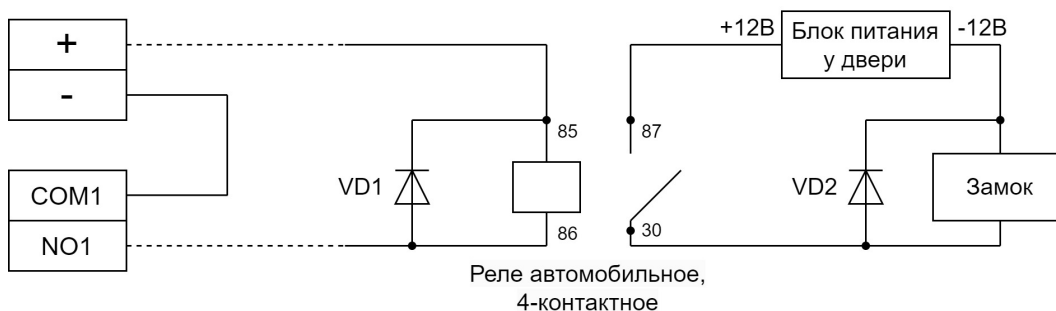 +
-
COM1
NO1
VD1
85
86
Реле автомобильное,
4-контактное
87
30
+12В
Блок питания
у двери
-12В
VD2
Замок